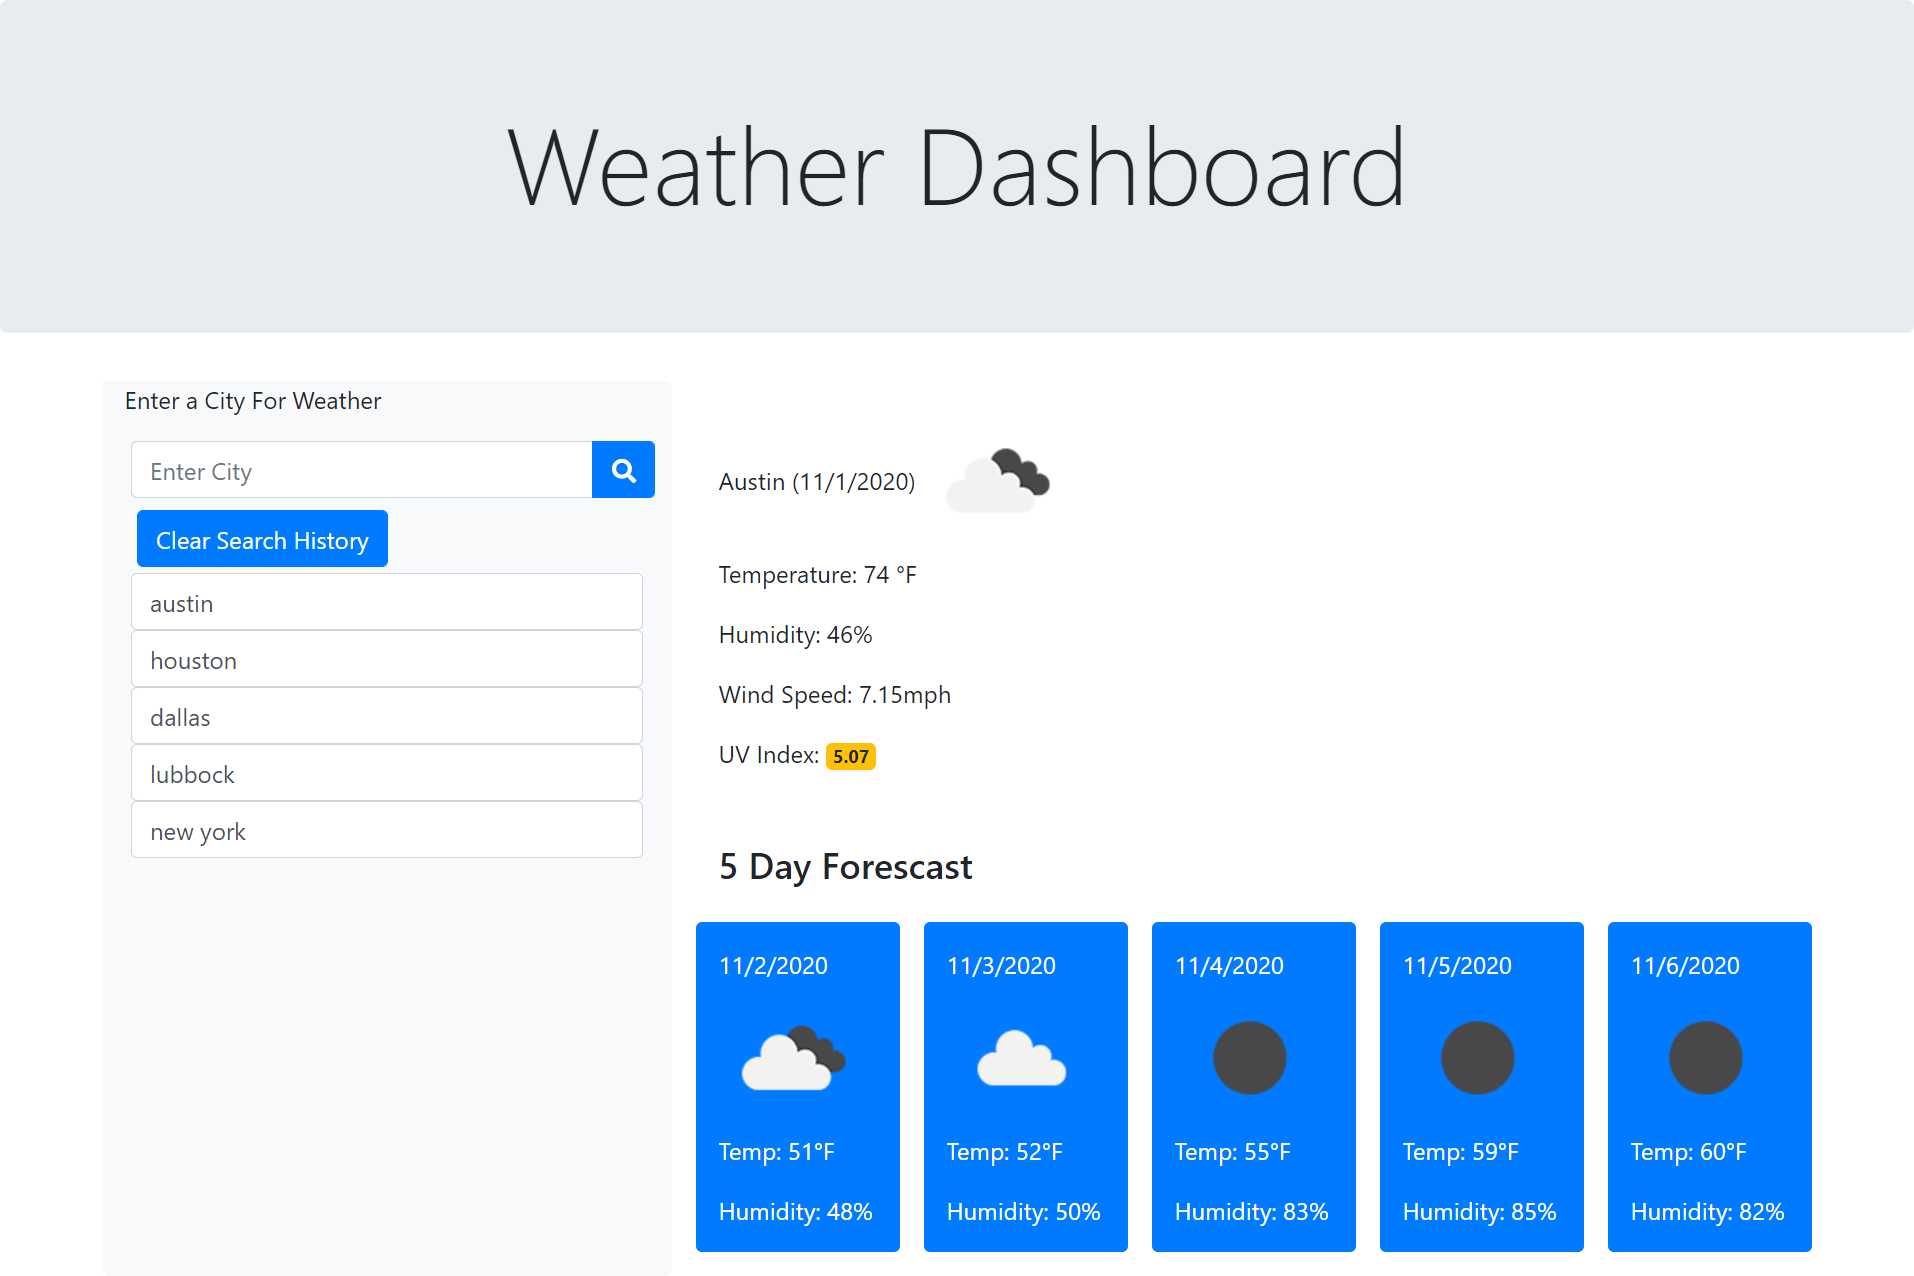 Weather Dashboard
Enter a City For Weather
Enter City
Clear Search History
austin
houston
dallas
lubbock
new york
Austin (11/1/2020)
Temperature: 74 °F
Humidity: 46%
Wind Speed: 7.15mph
UV Index: 5.07
5 Day Forescast
11/2/2020
Temp: 51°F
Humidity: 48%
11/3/2020
Temp: 52°F
Humidity: 50%
11/4/2020
Temp: 55°F
Humidity: 83%
11/5/2020
Temp: 59°F
Humidity: 85%
11/6/2020
Temp: 60°F
Humidity: 82%